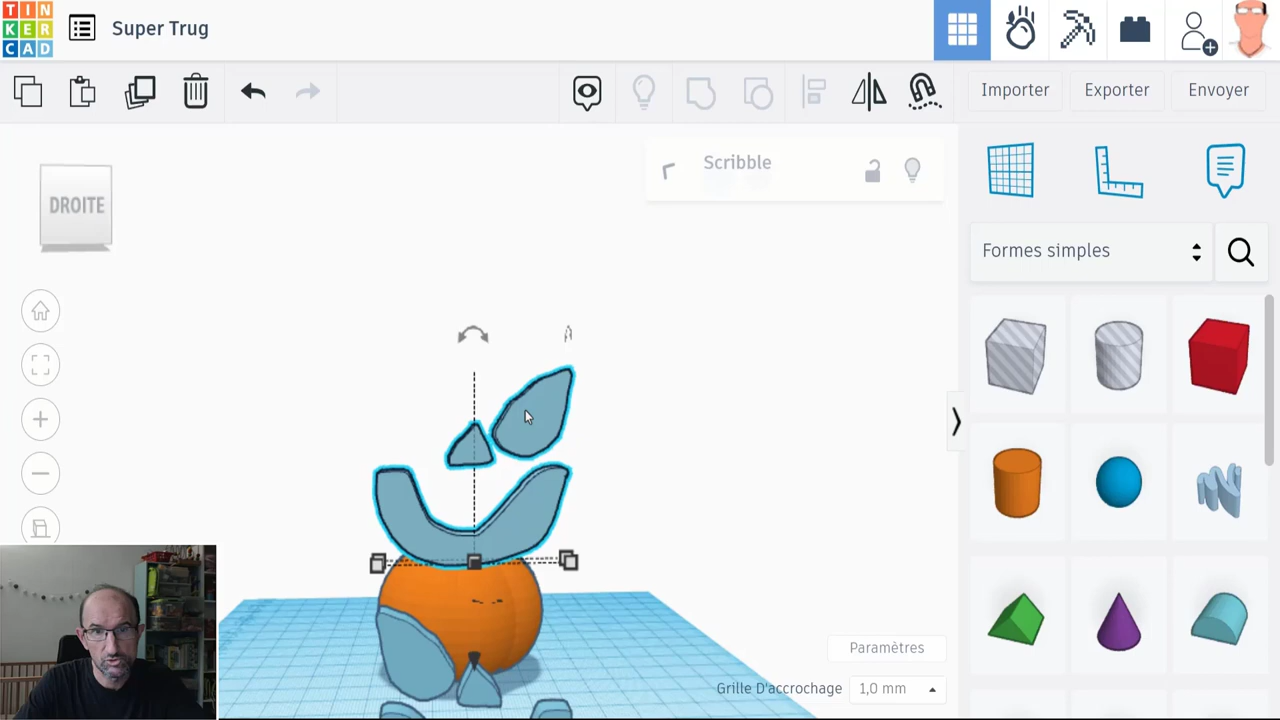 TIN
KER
CAD
Super Trug
Importer
Exporter
Envoyer
Scribble
DROITE
Formes simples
Paramètres
Grille D'accrochage
1,0 mm